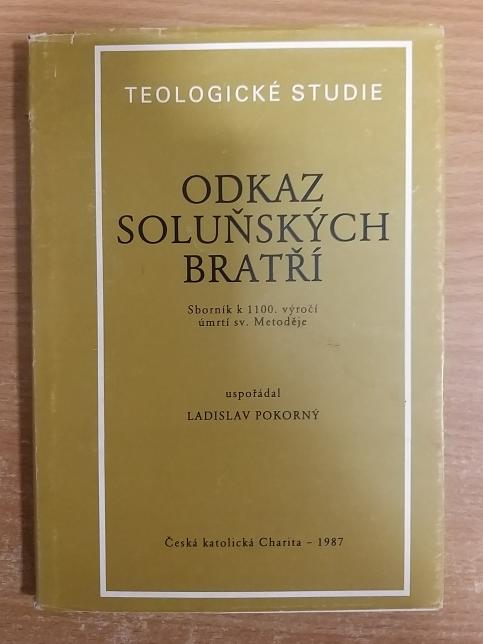 TEOLOGICKÉ STUDIE
ODKAZ
SOLUŇSKÝCH
BRATŘÍ
Sborník k 1100. výročí
úmrtí sv. Metoděje
uspořádal
LADISLAV POKORNÝ
Česká katolická Charita – 1987